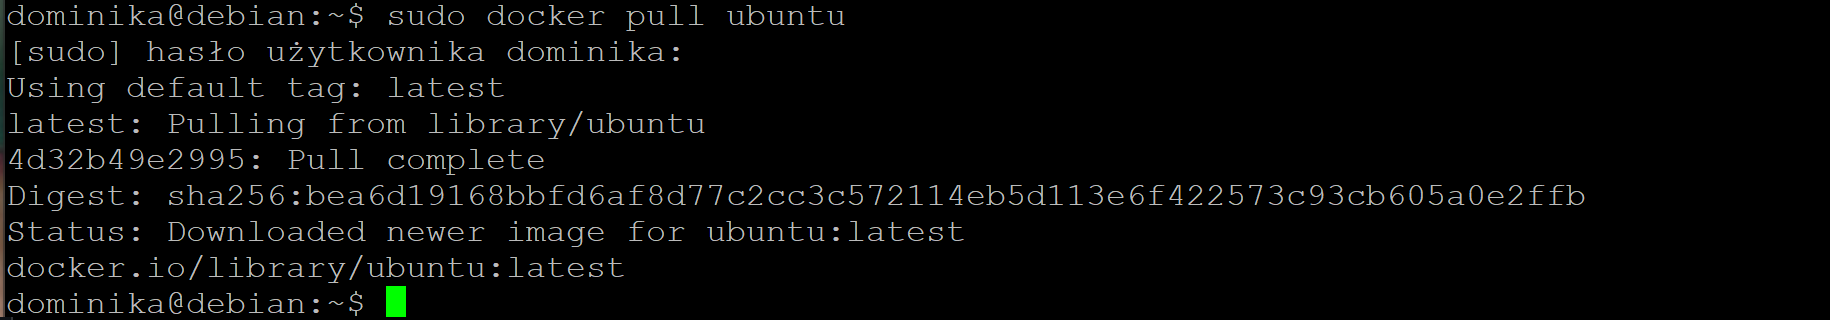 dominika@debian:~$ sudo docker pull ubuntu
[sudo] hasło użytkownika dominika:
Using default tag: latest
latest: Pulling from library/ubuntu
4d32b49e2995: Pull complete
Digest: sha256:bea6d19168bbfd6af8d77c2cc3c572114eb5d113e6f422573c93cb605a0e2ffb
Status: Downloaded newer image for ubuntu:latest
docker.io/library/ubuntu:latest
dominika@debian:~$